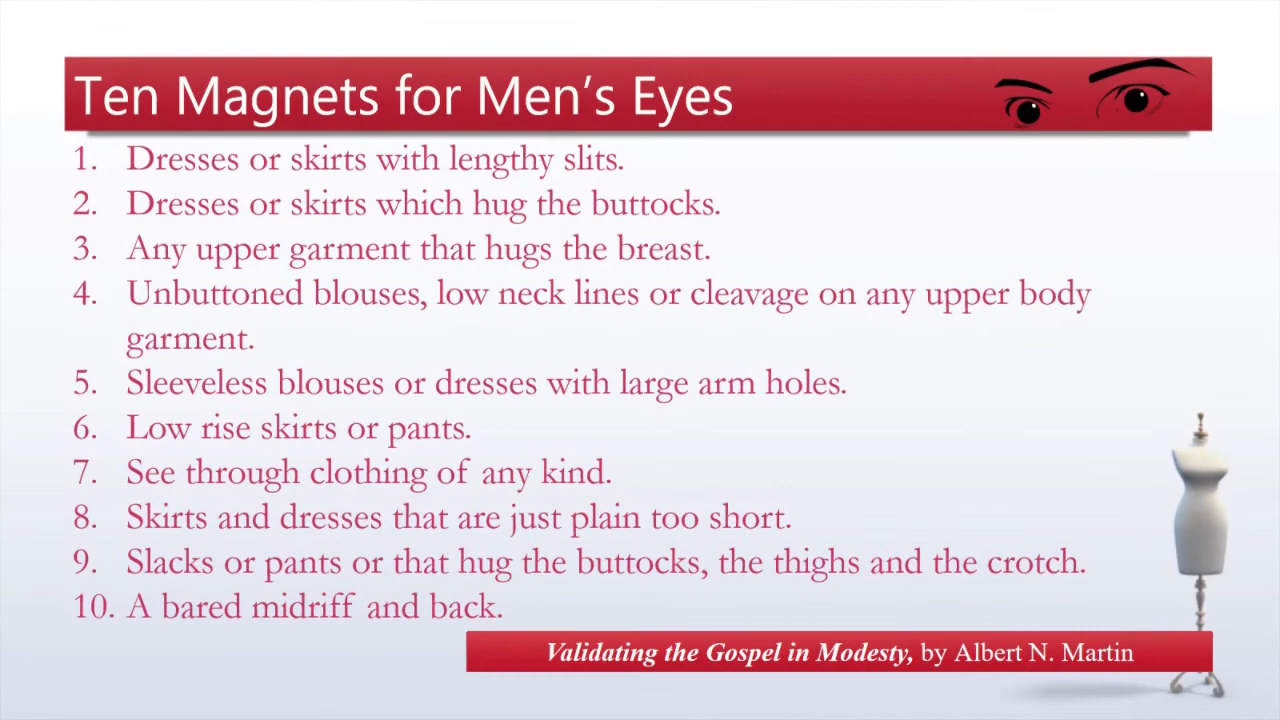 Ten Magnets for Men's Eyes
1. Dresses or skirts with lengthy slits.
2. Dresses or skirts which hug the buttocks.
3. Any upper garment that hugs the breast.
4. Unbuttoned blouses, low neck lines or cleavage on any upper body
garment.
5. Sleeveless blouses or dresses with large arm holes.
6. Low rise skirts or pants.
7. See through clothing of any kind.
8. Skirts and dresses that are just plain too short.
9. Slacks or pants or that hug the buttocks, the thighs and the crotch.
10. A bared midriff and back.
Validating the Gospel in Modesty, by Albert N. Martin